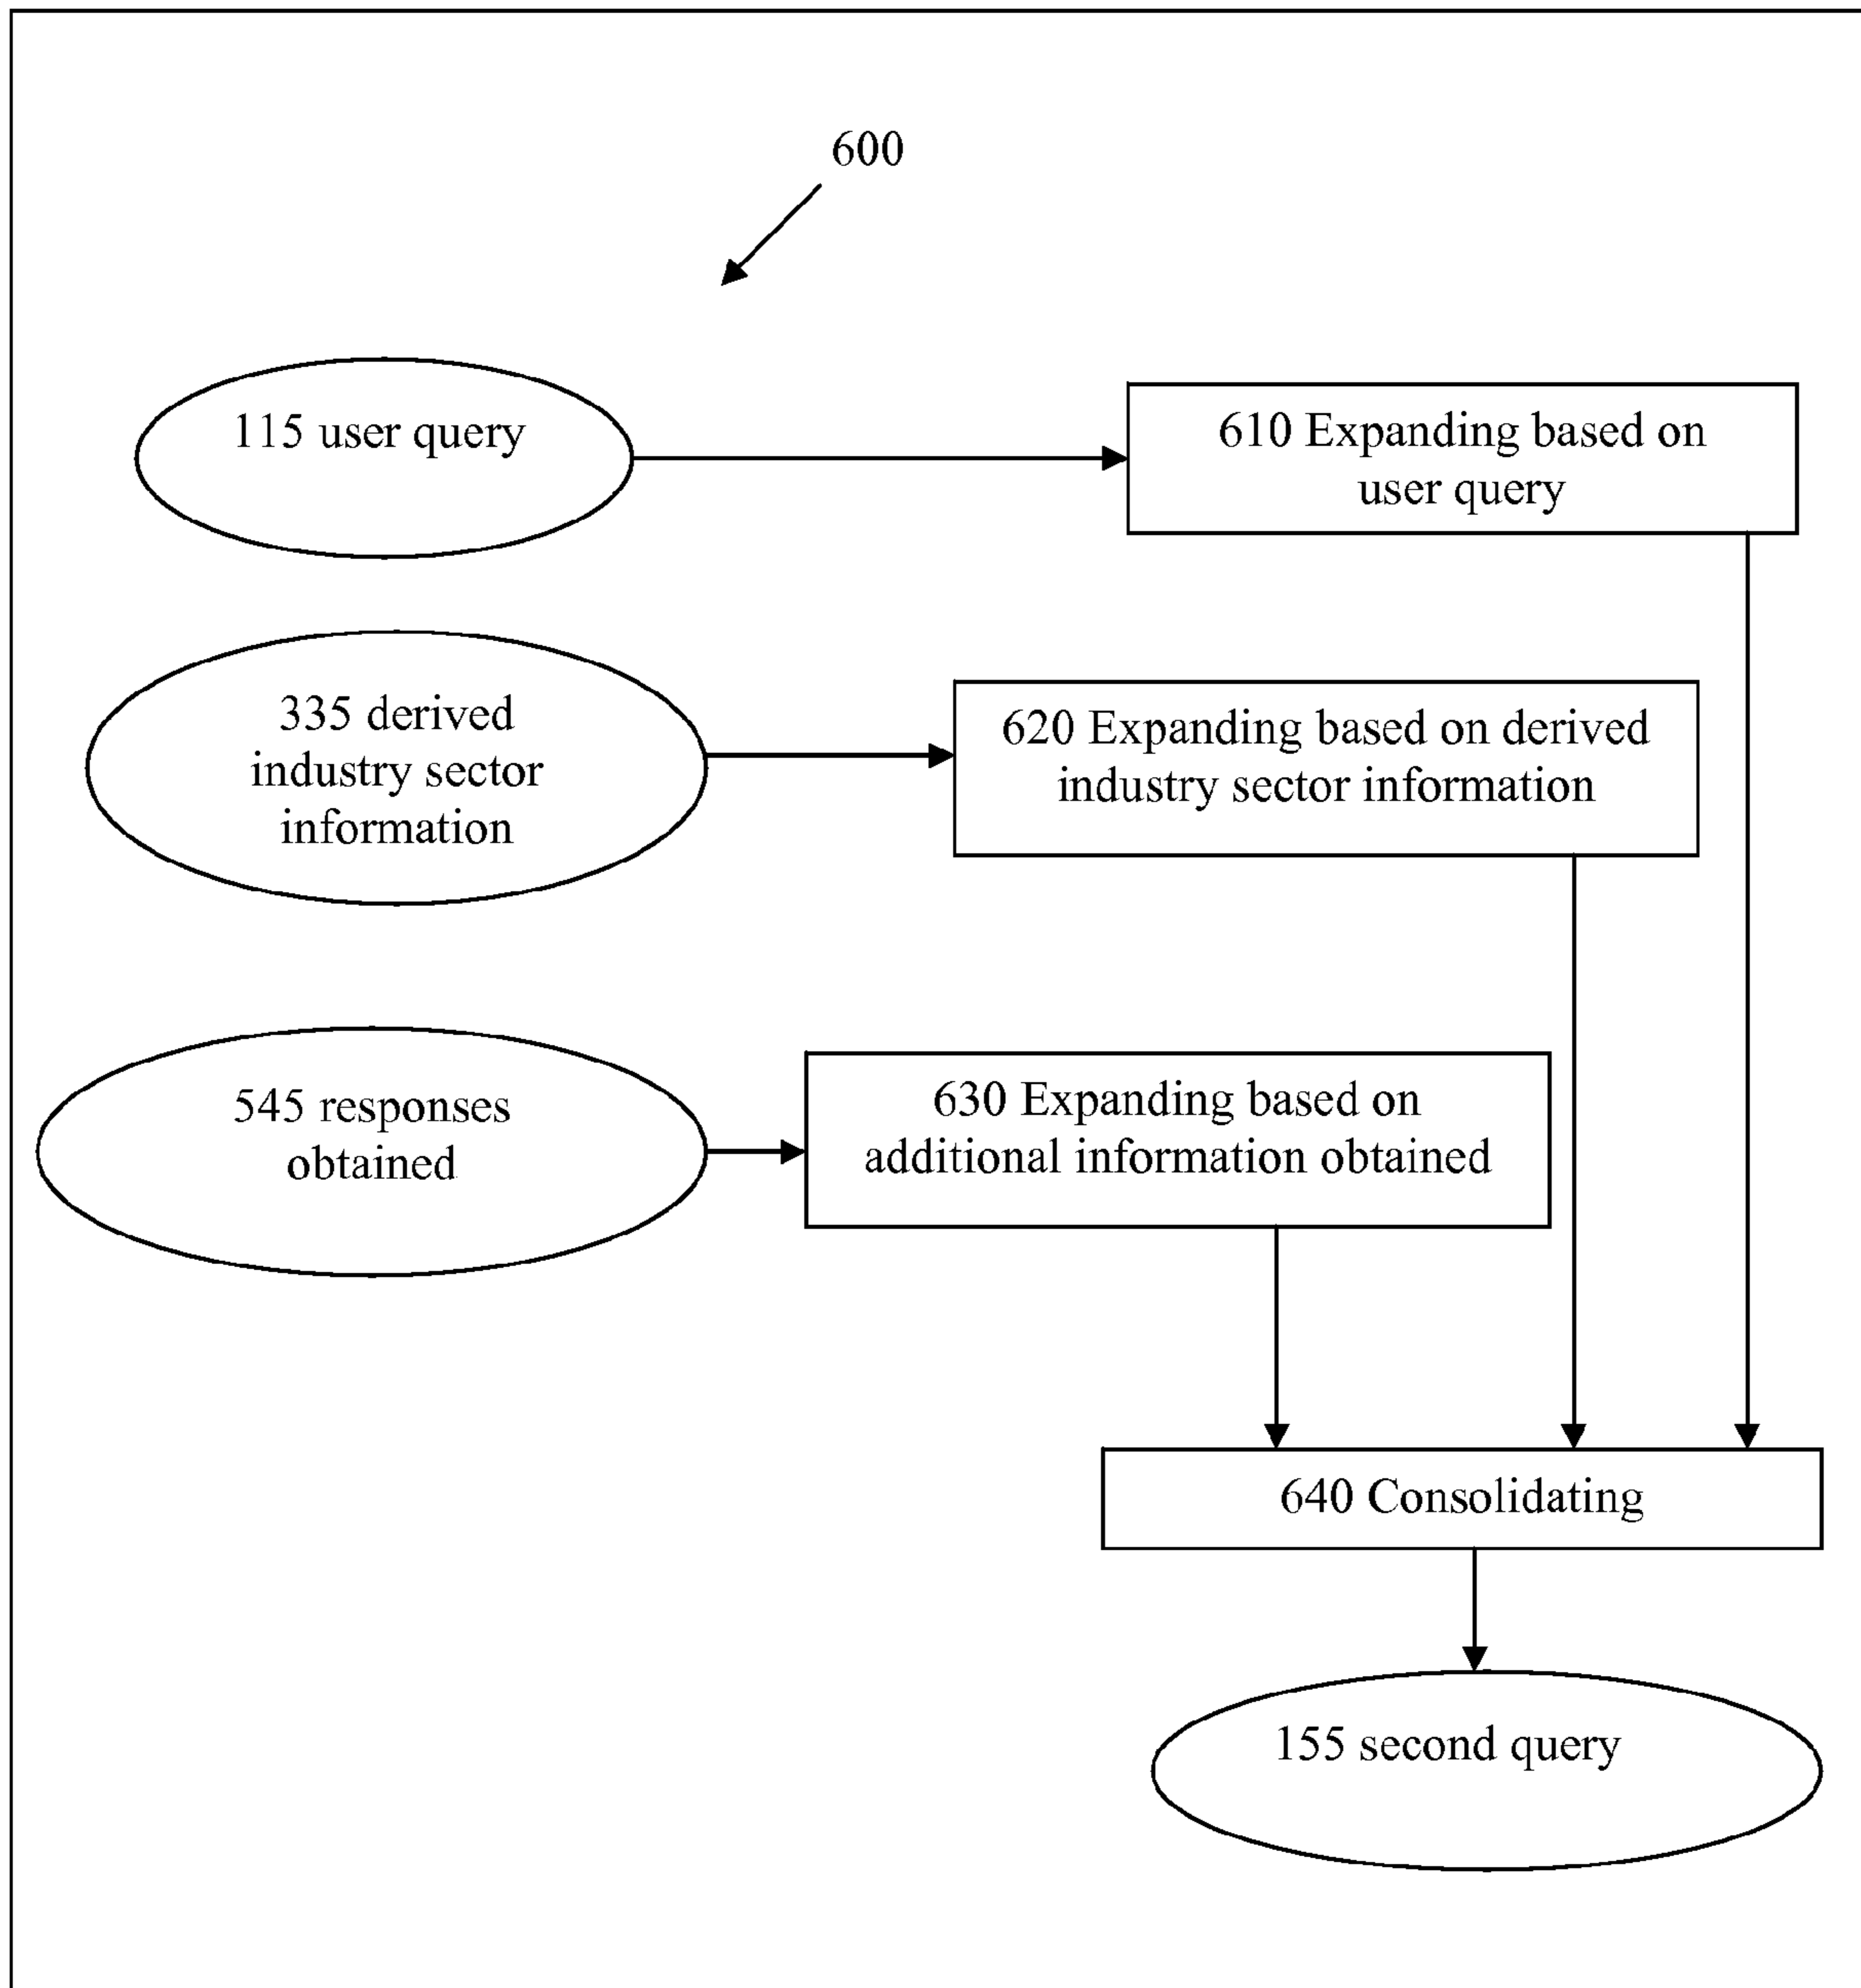 600
115 user query
610 Expanding based on
user query
335 derived
industry sector
information
620 Expanding based on derived
industry sector information
545 responses
obtained
630 Expanding based on
additional information obtained
640 Consolidating
155 second query